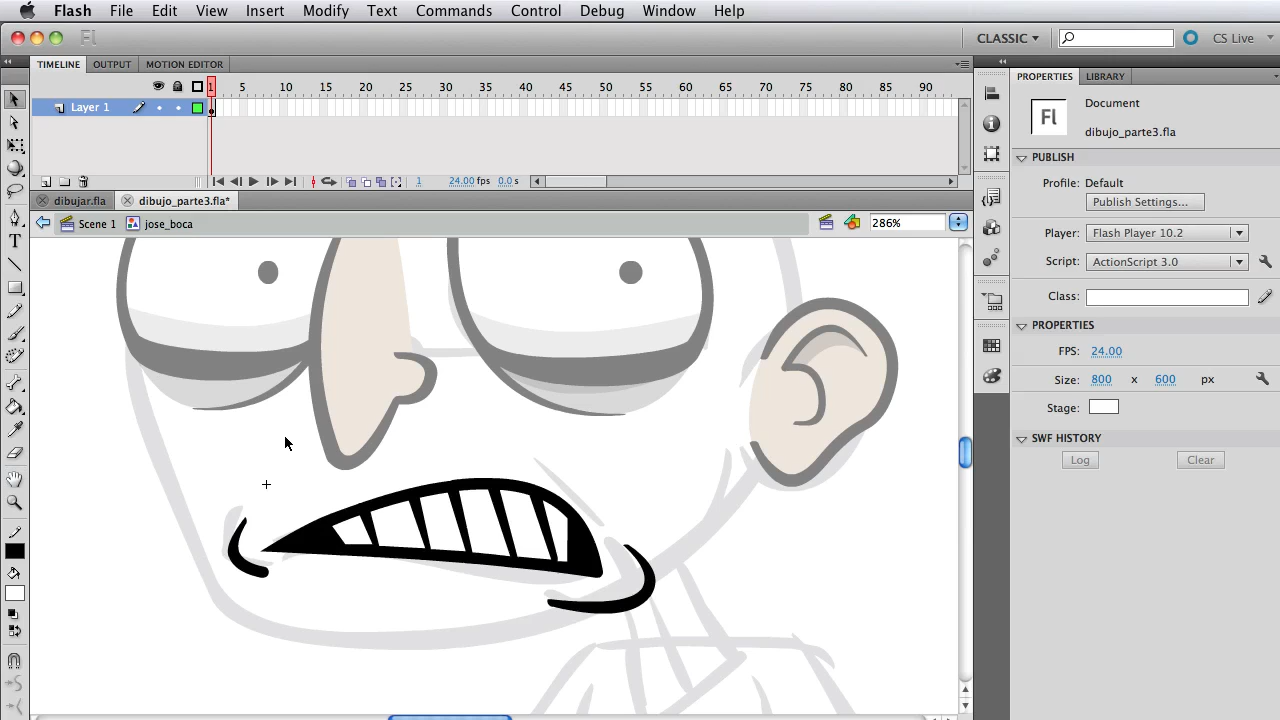 Flash File Edit View Insert Modify Text Commands Control Debug Window Help
Fl CLASSIC CS Live
TIMELINE OUTPUT MOTION EDITOR PROPERTIES LIBRARY
1 5 10 15 20 25 30 35 40 45 50 55 60 65 70 75 80 85 90
Layer 1
Fl Document
dibujo_parte3.fla
PUBLISH
Profile: Default
Publish Settings...
1 24.00 fps 0.0 s
dibujar.fla dibujo_parte3.fla*
Scene 1 jose_boca 286%
Player: Flash Player 10.2
Script: ActionScript 3.0
Class:
PROPERTIES
FPS: 24.00
Size: 800 x 600 px
Stage:
SWF HISTORY
Log Clear
T